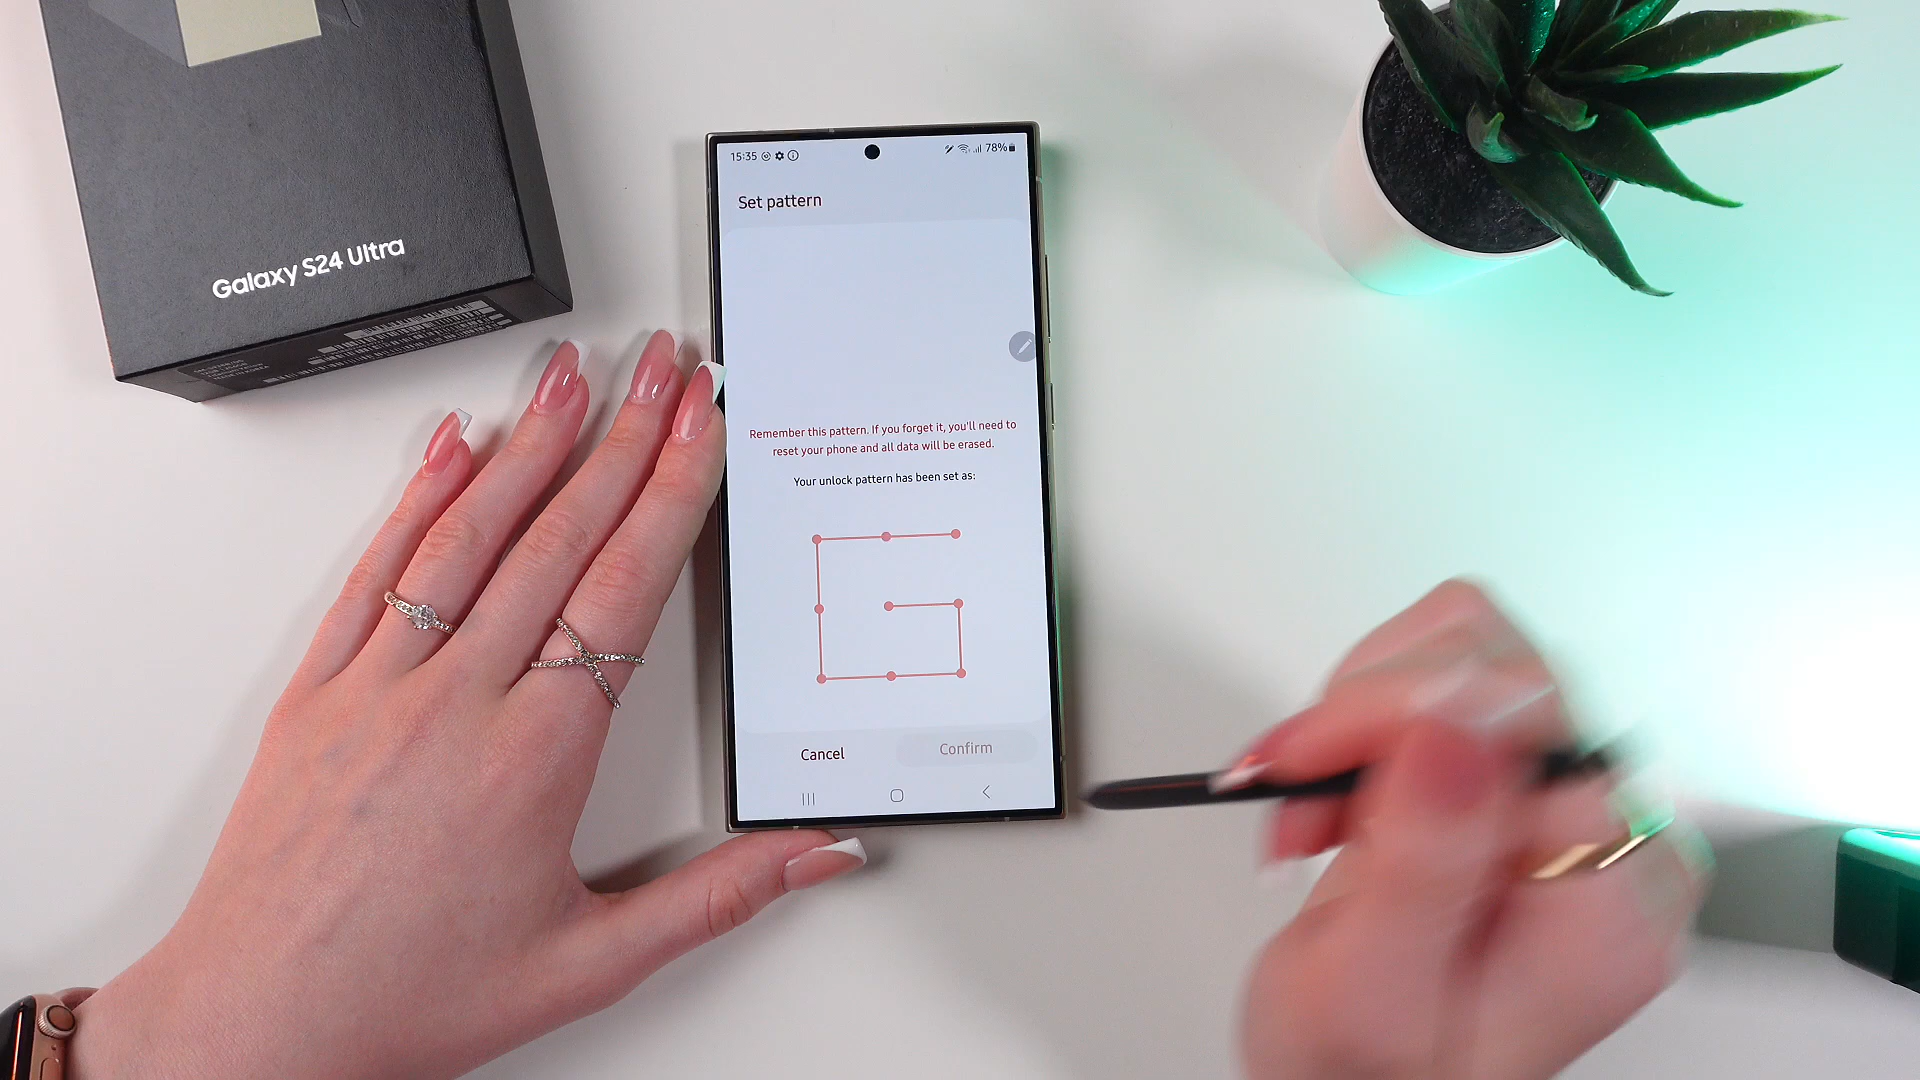 Galaxy S24 Ultra
15:35
78%
Set pattern
Remember this pattern. If you forget it, you'll need to
reset your phone and all data will be erased.
Your unlock pattern has been set as:
Cancel
Confirm